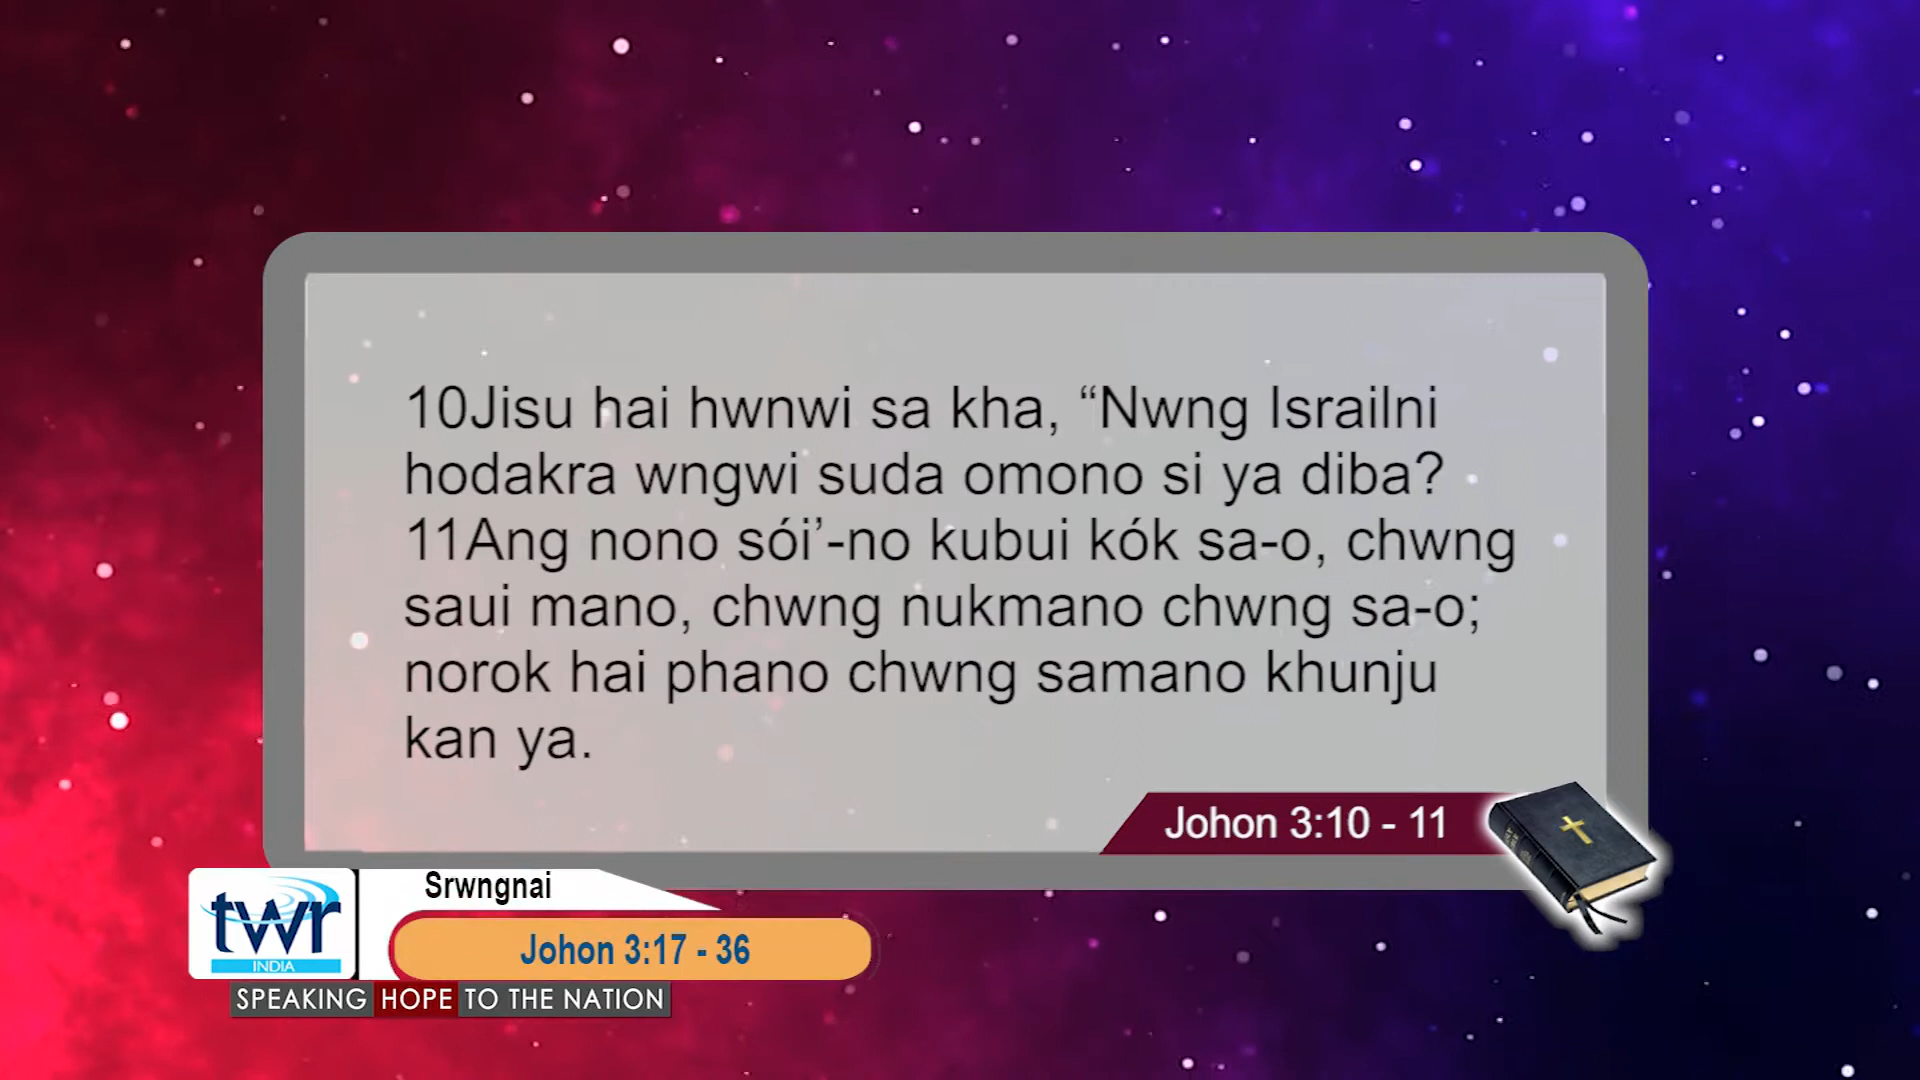 10Jisu hai hwnwi sa kha, “Nwng Israilni
hodakra wngwi suda omono si ya diba?
11Ang nono sói’-no kubui kók sa-o, chwng
saui mano, chwng nukmano chwng sa-o;
norok hai phano chwng samano khunju
kan ya.
Johon 3:10 - 11
Srwngnai
twr
INDIA
Johon 3:17 - 36
SPEAKING HOPE TO THE NATION